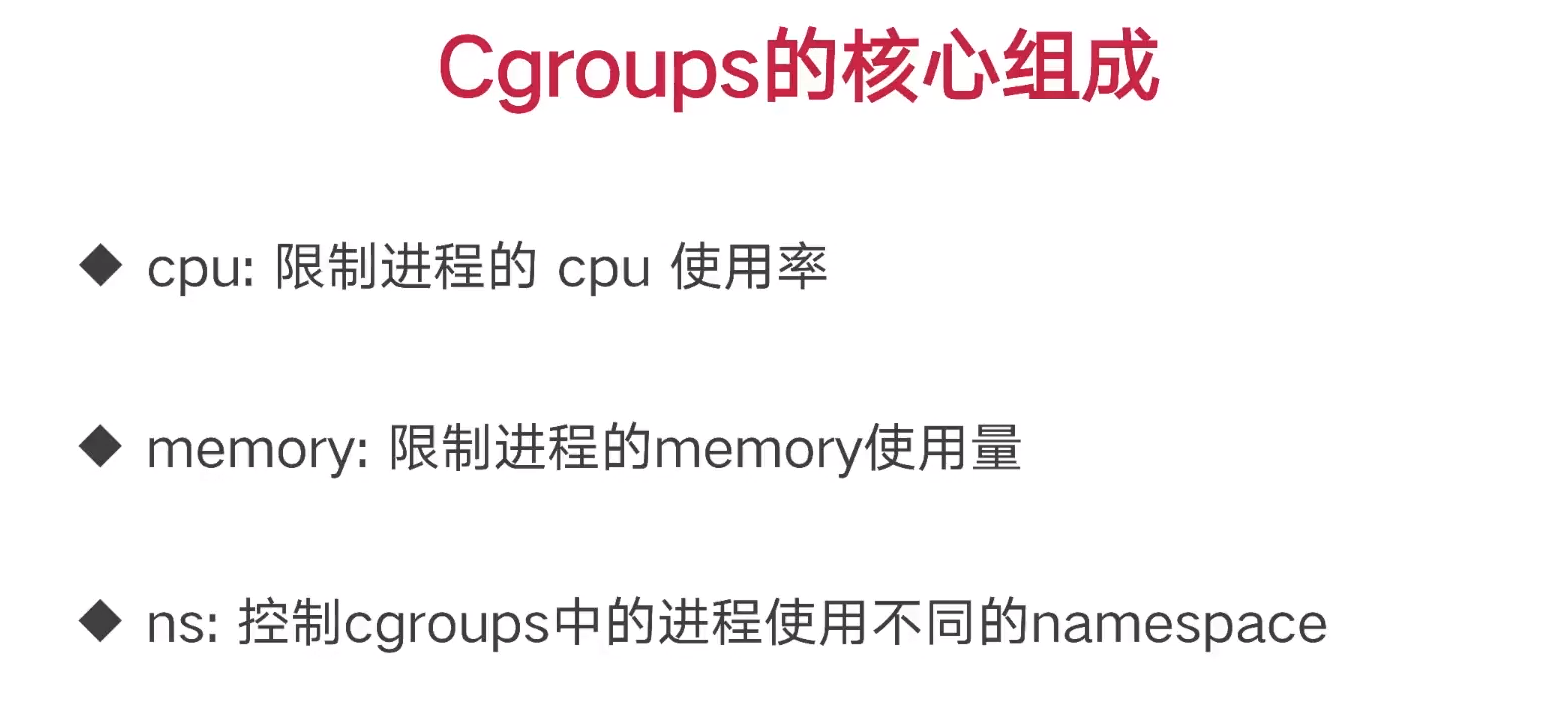 Cgroups的核心组成
◆ cpu: 限制进程的 cpu 使用率
◆ memory: 限制进程的memory使用量
◆ ns: 控制cgroups中的进程使用不同的namespace